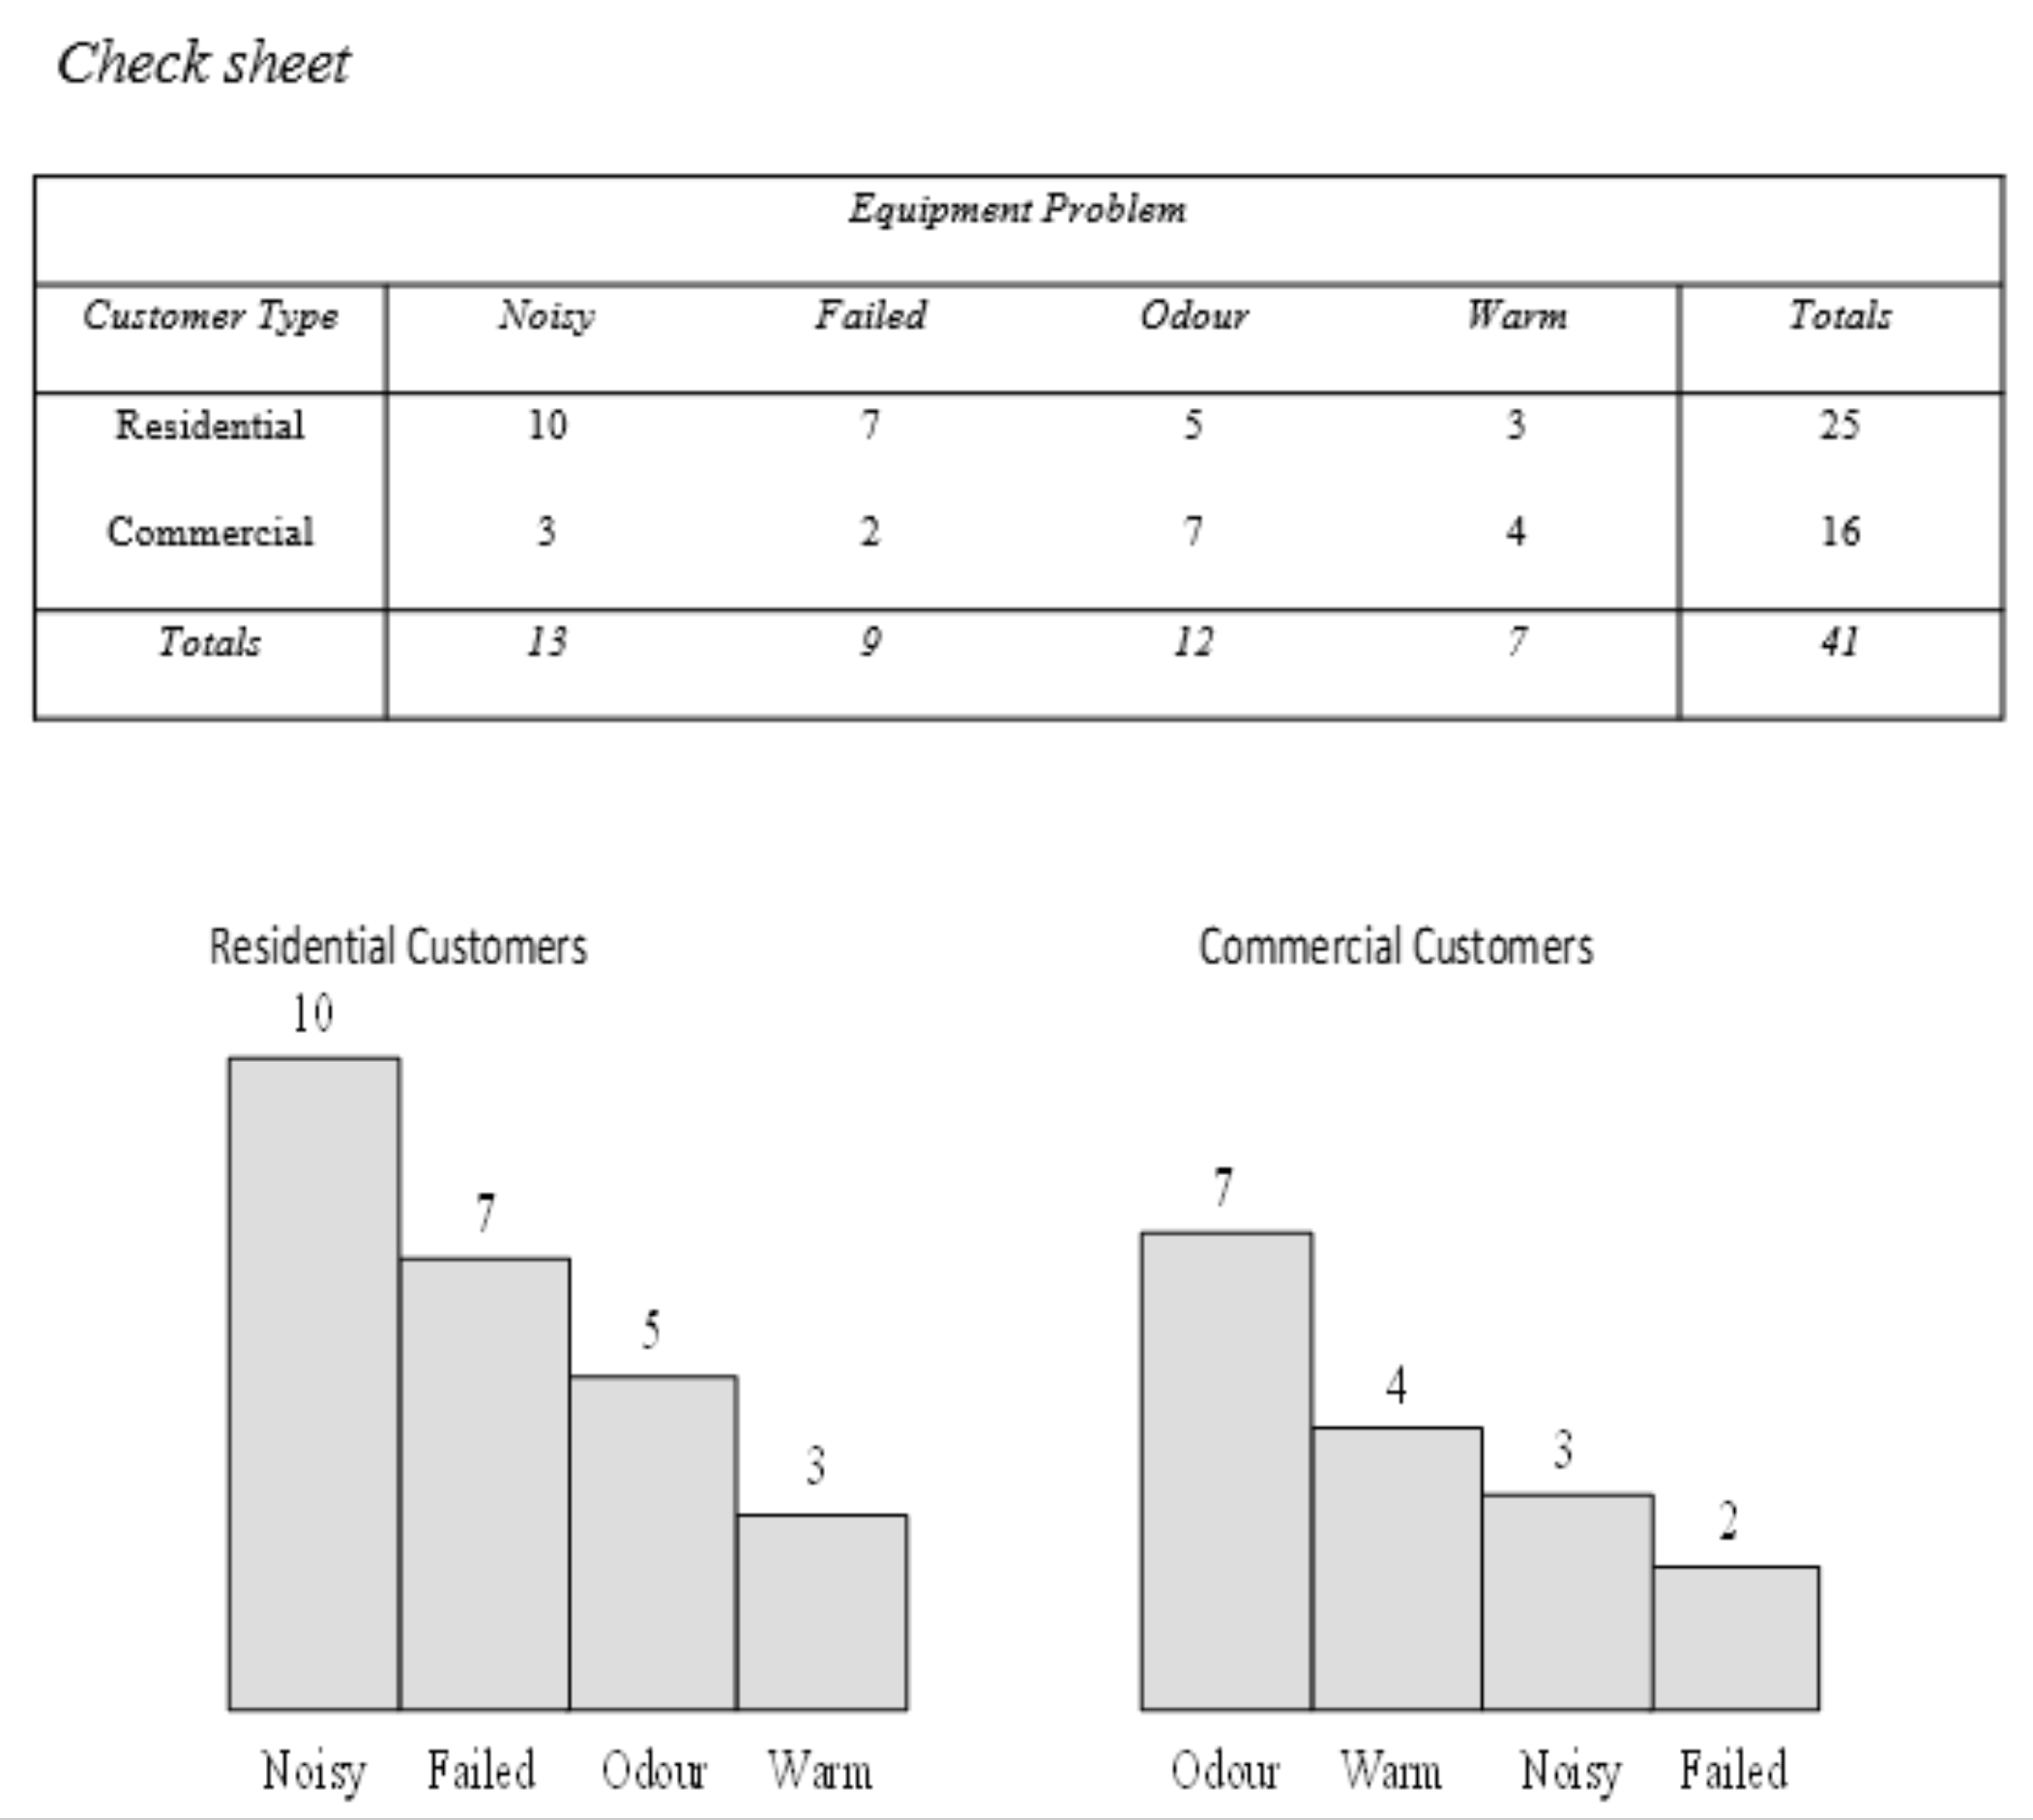 Check sheet
Equipment Problem
Customer Type Noisy Failed Odour Warm Totals
Residential 10 7 5 3 25
Commercial 3 2 7 4 16
Totals 13 9 12 7 41
Residential Customers
10
7
5
3
Noisy Failed Odour Warm
Commercial Customers
7
4
3
2
Odour Warm Noisy Failed